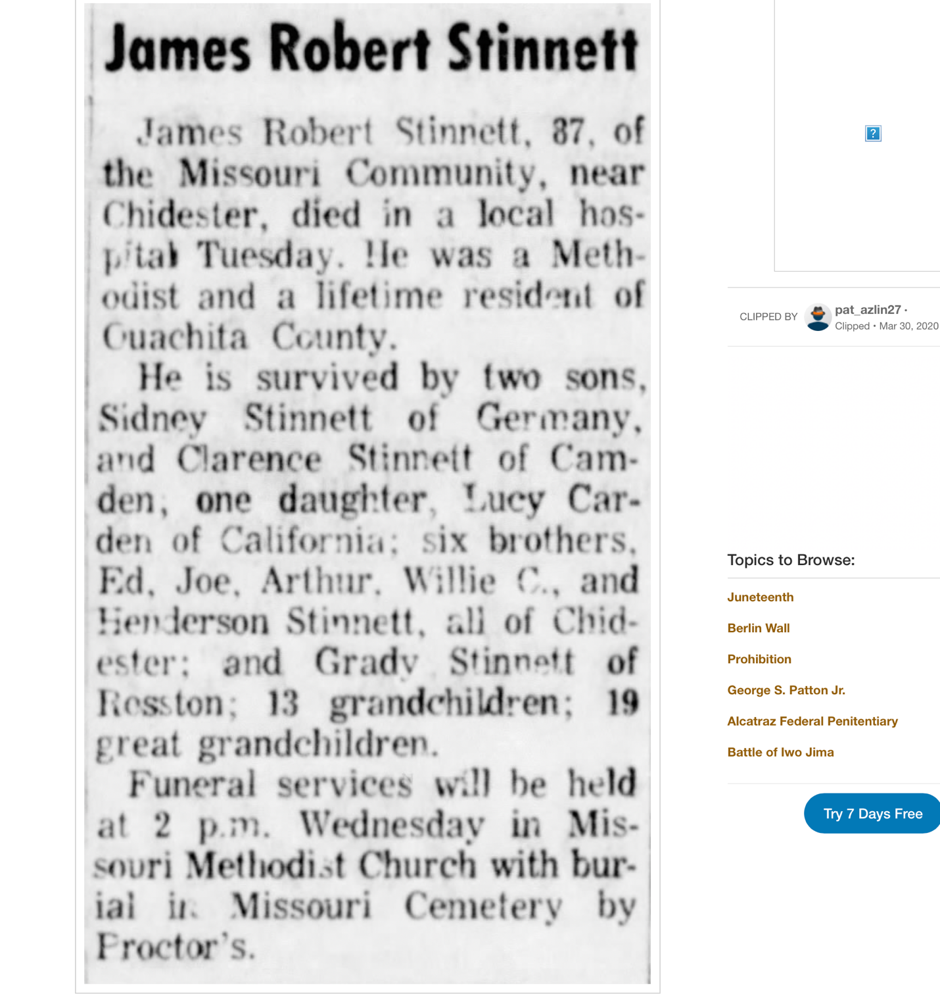 James Robert Stinnett
James Robert Stinnett, 87, of
the Missouri Community, near
Chidester, died in a local hos-
pital Tuesday. He was a Meth-
odist and a lifetime resident of
Ouachita County.
He is survived by two sons,
Sidney Stinnett of Germany,
and Clarence Stinnett of Cam-
den; one daughter, Lucy Car-
den of California; six brothers,
Ed, Joe, Arthur, Willie C., and
Henderson Stinnett, all of Chid-
ester; and Grady Stinnett of
Rosston; 13 grandchildren; 19
great grandchildren.
Funeral services will be held
at 2 p.m. Wednesday in Mis-
souri Methodist Church with bur-
ial in Missouri Cemetery by
Proctor's.
?
CLIPPED BY
pat_azlin27 •
Clipped • Mar 30, 2020
Topics to Browse:
Juneteenth
Berlin Wall
Prohibition
George S. Patton Jr.
Alcatraz Federal Penitentiary
Battle of Iwo Jima
Try 7 Days Free